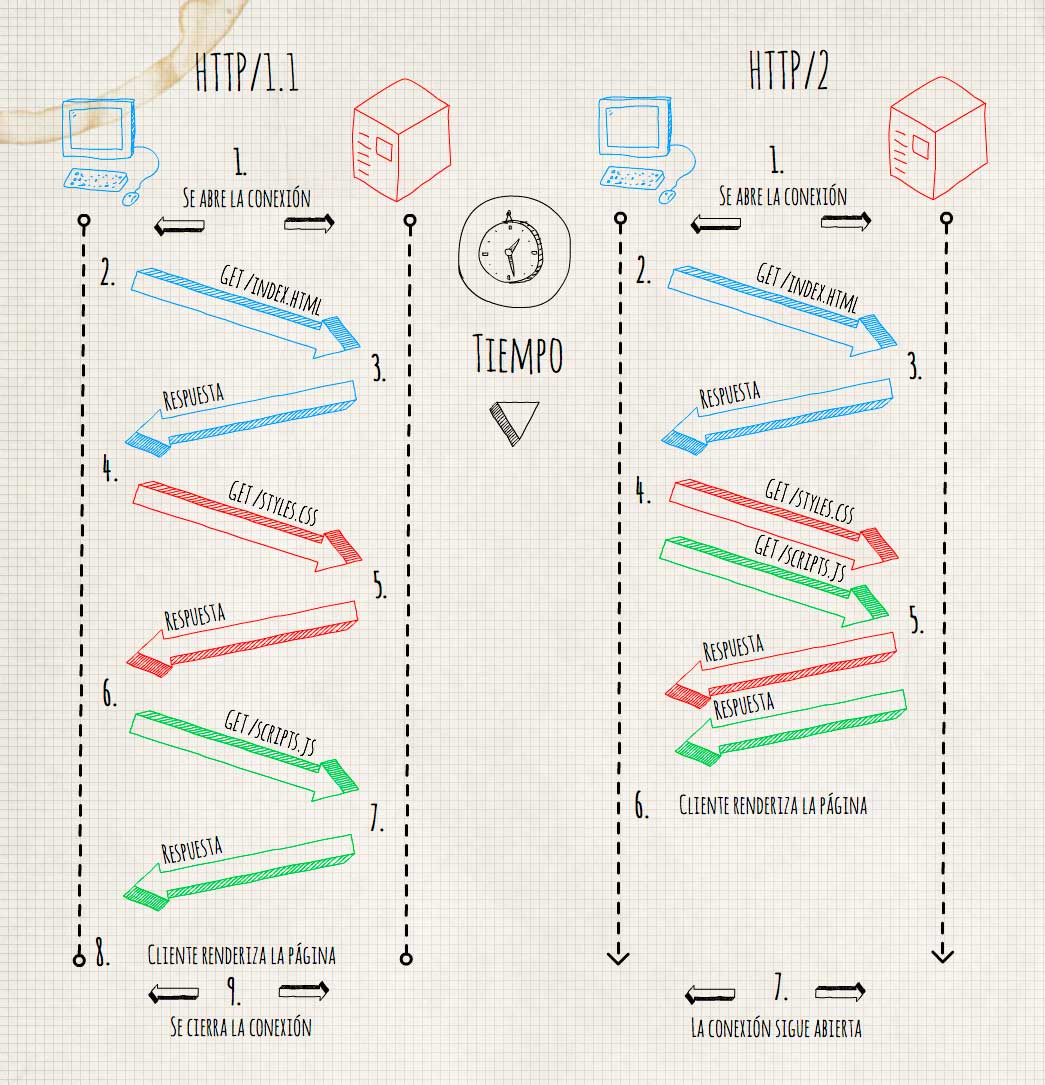 HTTP/1.1
1.
Se abre la conexión
2.
GET /index.html
3.
Respuesta
4.
GET /styles.css
5.
Respuesta
6.
GET /scripts.js
7.
Respuesta
8.
Cliente renderiza la página
9.
Se cierra la conexión
Tiempo
HTTP/2
1.
Se abre la conexión
2.
GET /index.html
3.
Respuesta
4.
GET /styles.css
GET /scripts.js
5.
Respuesta
Respuesta
6.
Cliente renderiza la página
7.
La conexión sigue abierta